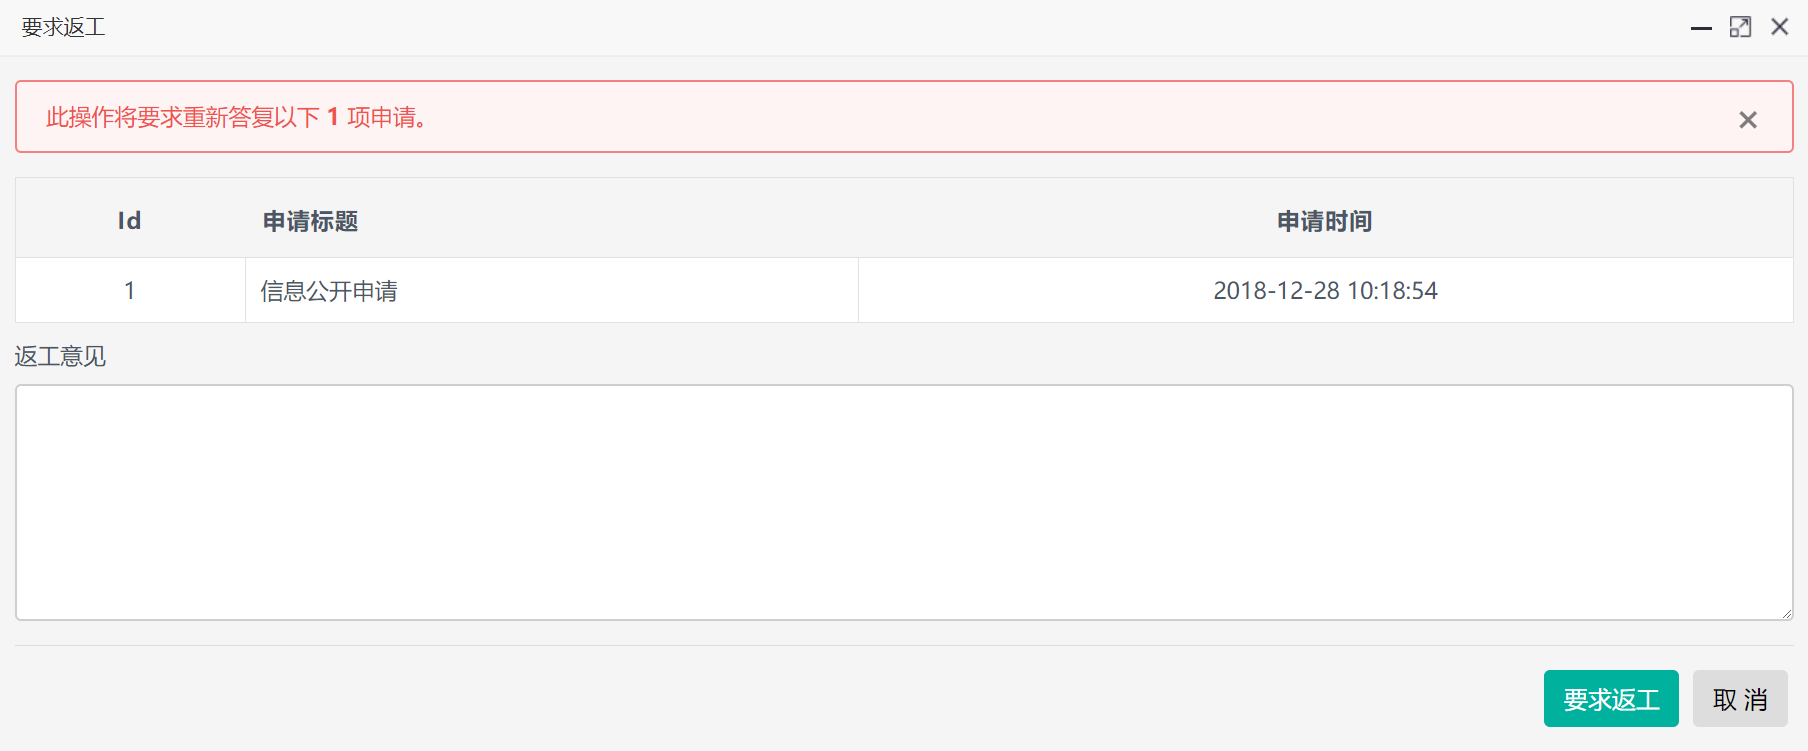 要求返工
此操作将要求重新答复以下 1 项申请。
Id 申请标题 申请时间
1 信息公开申请 2018-12-28 10:18:54
返工意见
要求返工 取 消